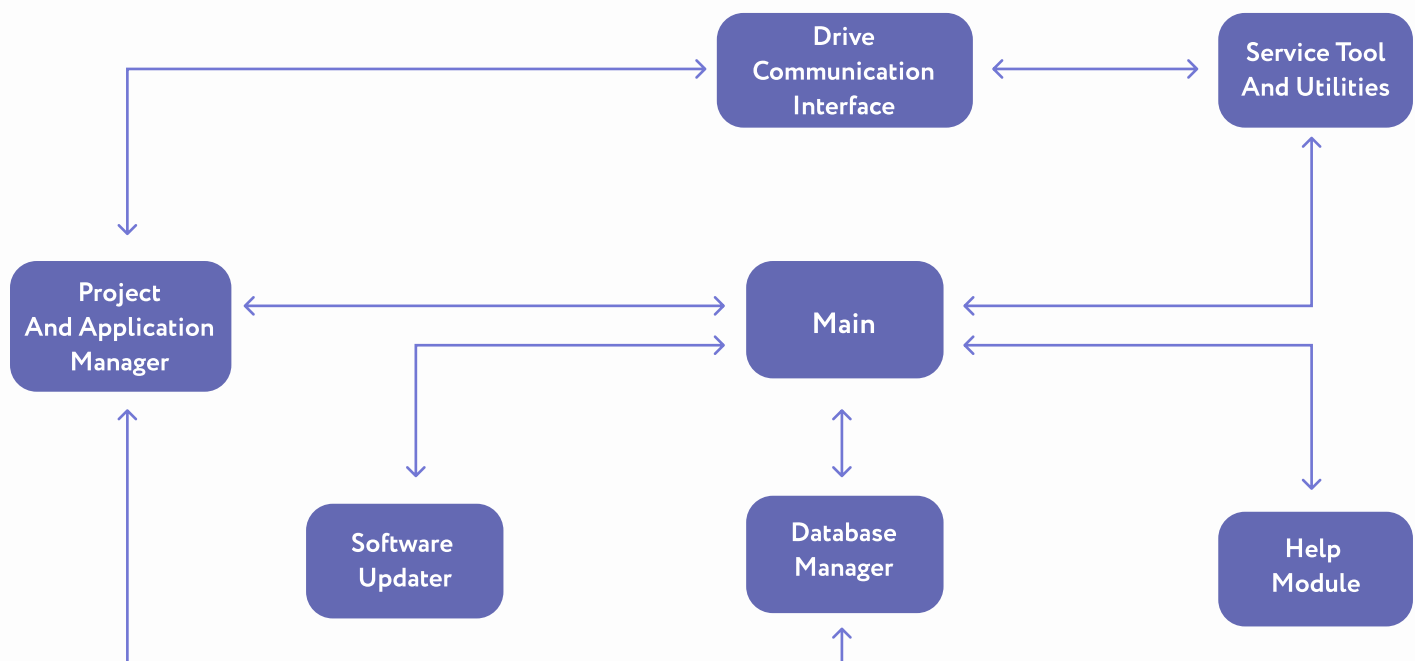 Drive
Communication
Interface
Service Tool
And Utilities
Project
And Application
Manager
Main
Software
Updater
Database
Manager
Help
Module